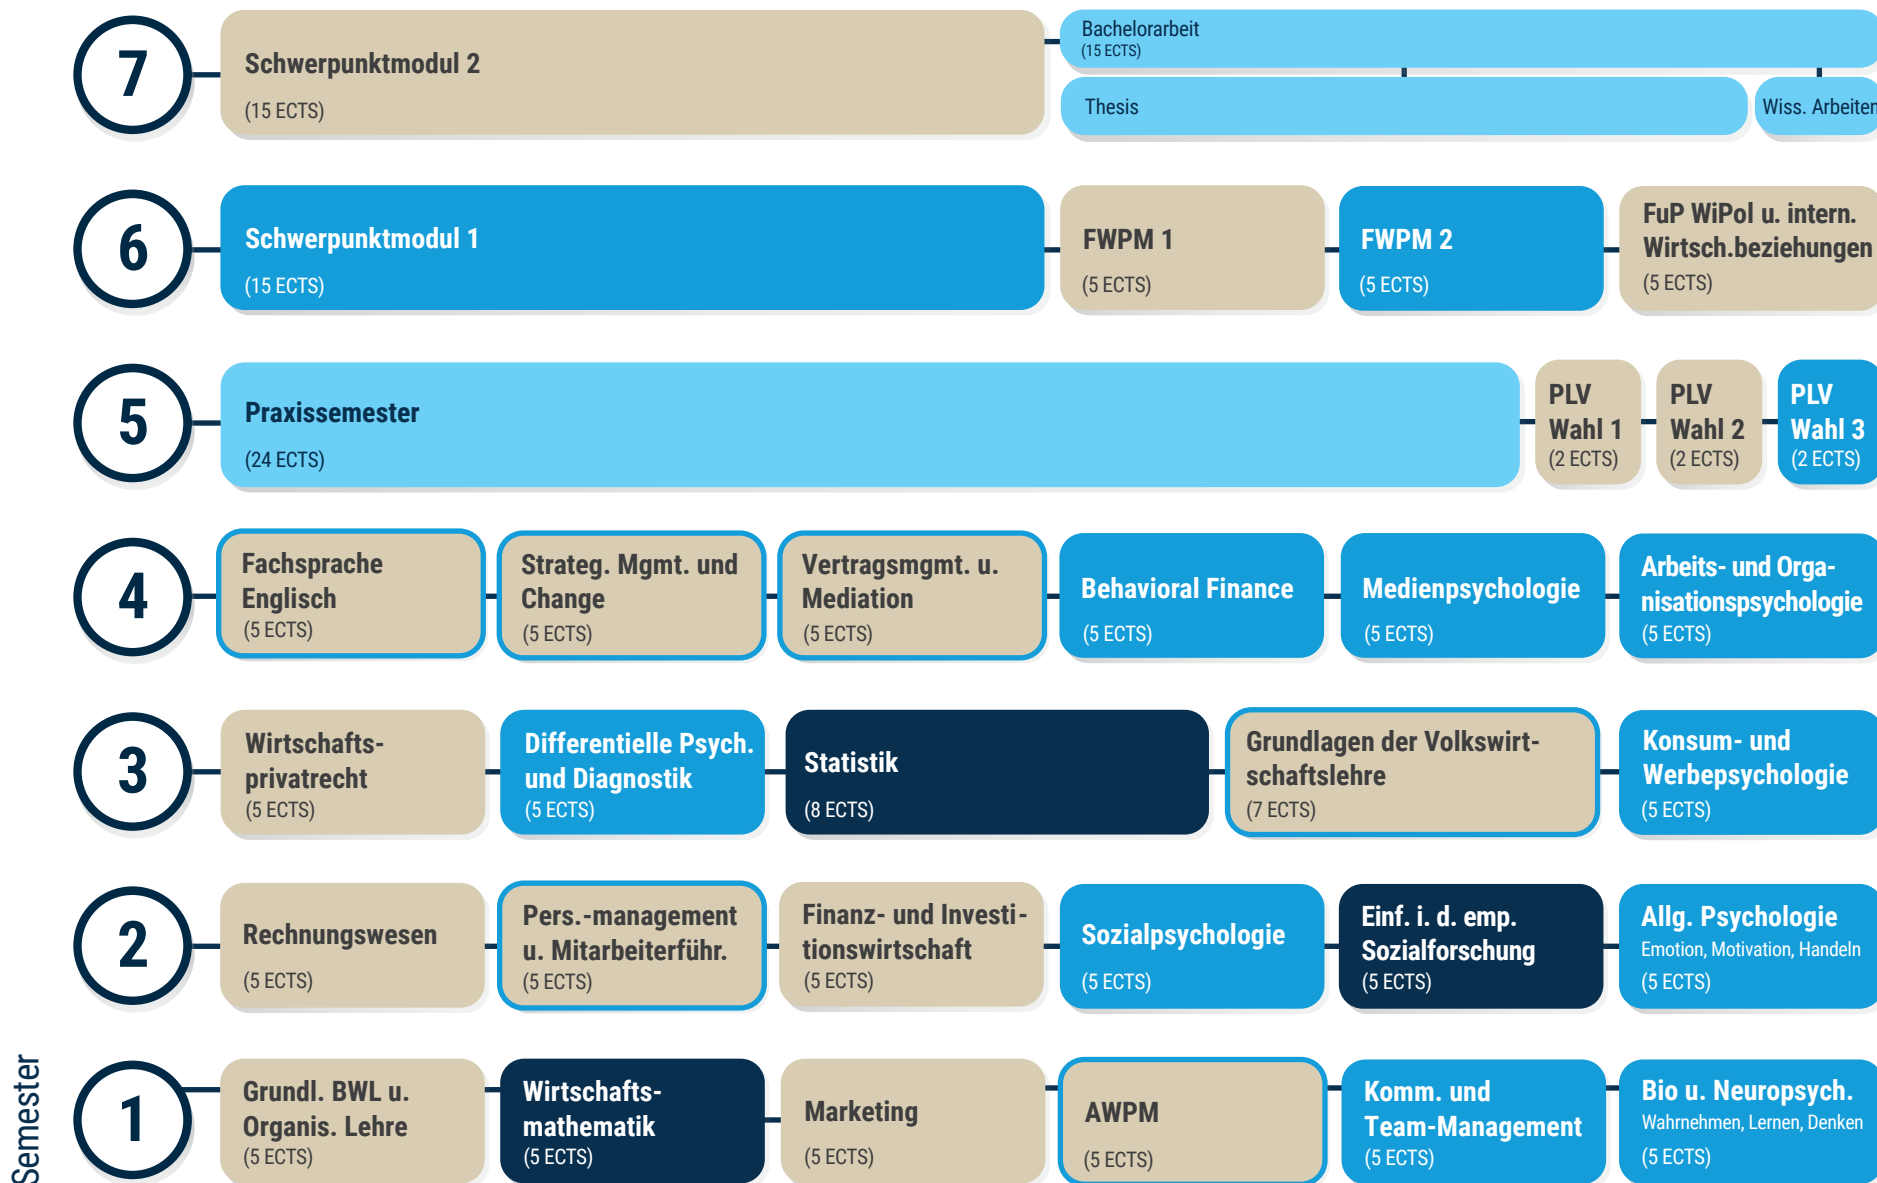 7
Schwerpunktmodul 2
(15 ECTS)
Bachelorarbeit
(15 ECTS)
Thesis
Wiss. Arbeiten
6
Schwerpunktmodul 1
(15 ECTS)
FWPM 1
(5 ECTS)
FWPM 2
(5 ECTS)
FuP WiPol u. intern.
Wirtsch.beziehungen
(5 ECTS)
5
Praxissemester
(24 ECTS)
PLV
Wahl 1
(2 ECTS)
PLV
Wahl 2
(2 ECTS)
PLV
Wahl 3
(2 ECTS)
4
Fachsprache
Englisch
(5 ECTS)
Strateg. Mgmt. und
Change
(5 ECTS)
Vertragsmgmt. u.
Mediation
(5 ECTS)
Behavioral Finance
(5 ECTS)
Medienpsychologie
(5 ECTS)
Arbeits- und Orga-
nisationspsychologie
(5 ECTS)
3
Wirtschafts-
privatrecht
(5 ECTS)
Differentielle Psych.
und Diagnostik
(5 ECTS)
Statistik
(8 ECTS)
Grundlagen der Volkswirt-
schaftslehre
(7 ECTS)
Konsum- und
Werbepsychologie
(5 ECTS)
2
Rechnungswesen
(5 ECTS)
Pers.-management
u. Mitarbeiterführ.
(5 ECTS)
Finanz- und Investi-
tionswirtschaft
(5 ECTS)
Sozialpsychologie
(5 ECTS)
Einf. i. d. emp.
Sozialforschung
(5 ECTS)
Allg. Psychologie
Emotion, Motivation, Handeln
(5 ECTS)
Semester
1
Grundl. BWL u.
Organis. Lehre
(5 ECTS)
Wirtschafts-
mathematik
(5 ECTS)
Marketing
(5 ECTS)
AWPM
(5 ECTS)
Komm. und
Team-Management
(5 ECTS)
Bio u. Neuropsych.
Wahrnehmen, Lernen, Denken
(5 ECTS)